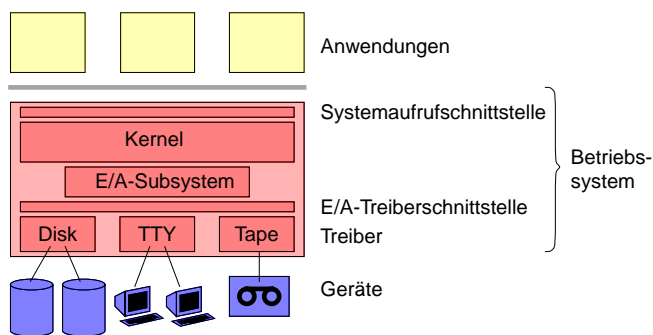 Anwendungen
Systemaufrufschnittstelle
Kernel
Betriebs-
system
E/A-Subsystem
E/A-Treiberschnittstelle
Disk TTY Tape Treiber
Geräte